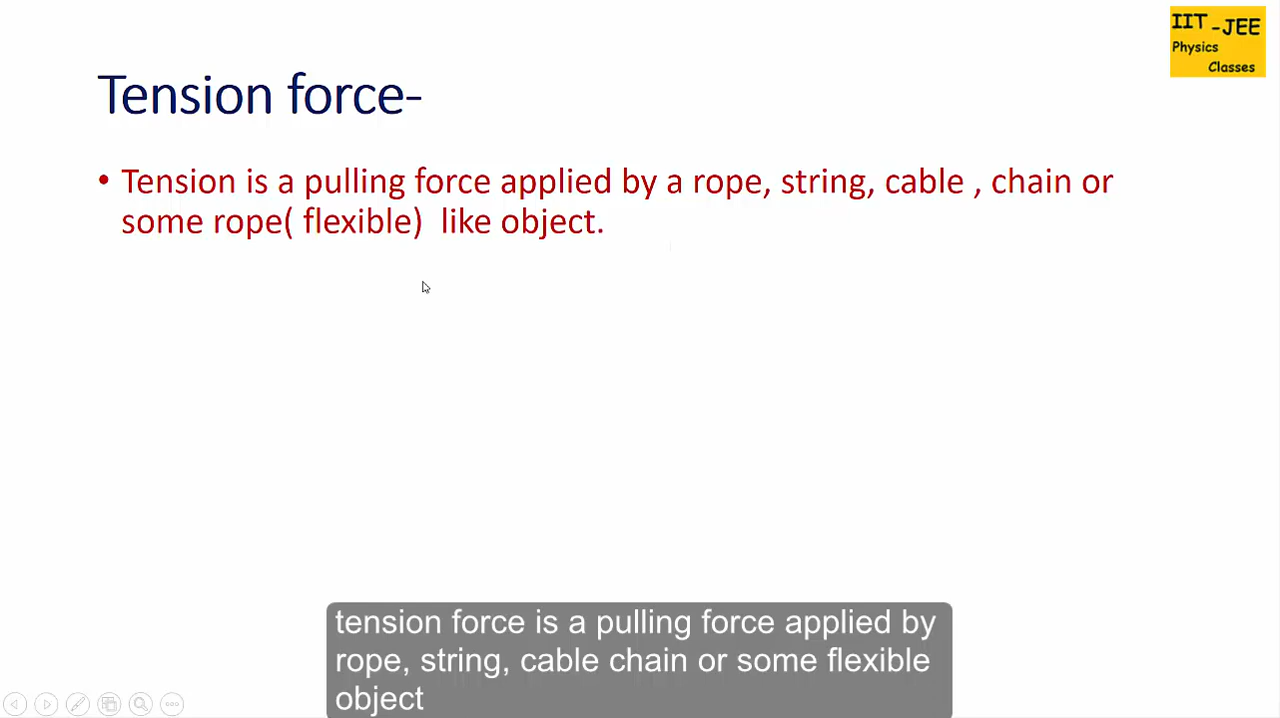 IIT -JEE
Physics
Classes
Tension force-
• Tension is a pulling force applied by a rope, string, cable , chain or
some rope( flexible)  like object.
tension force is a pulling force applied by
rope, string, cable chain or some flexible
object